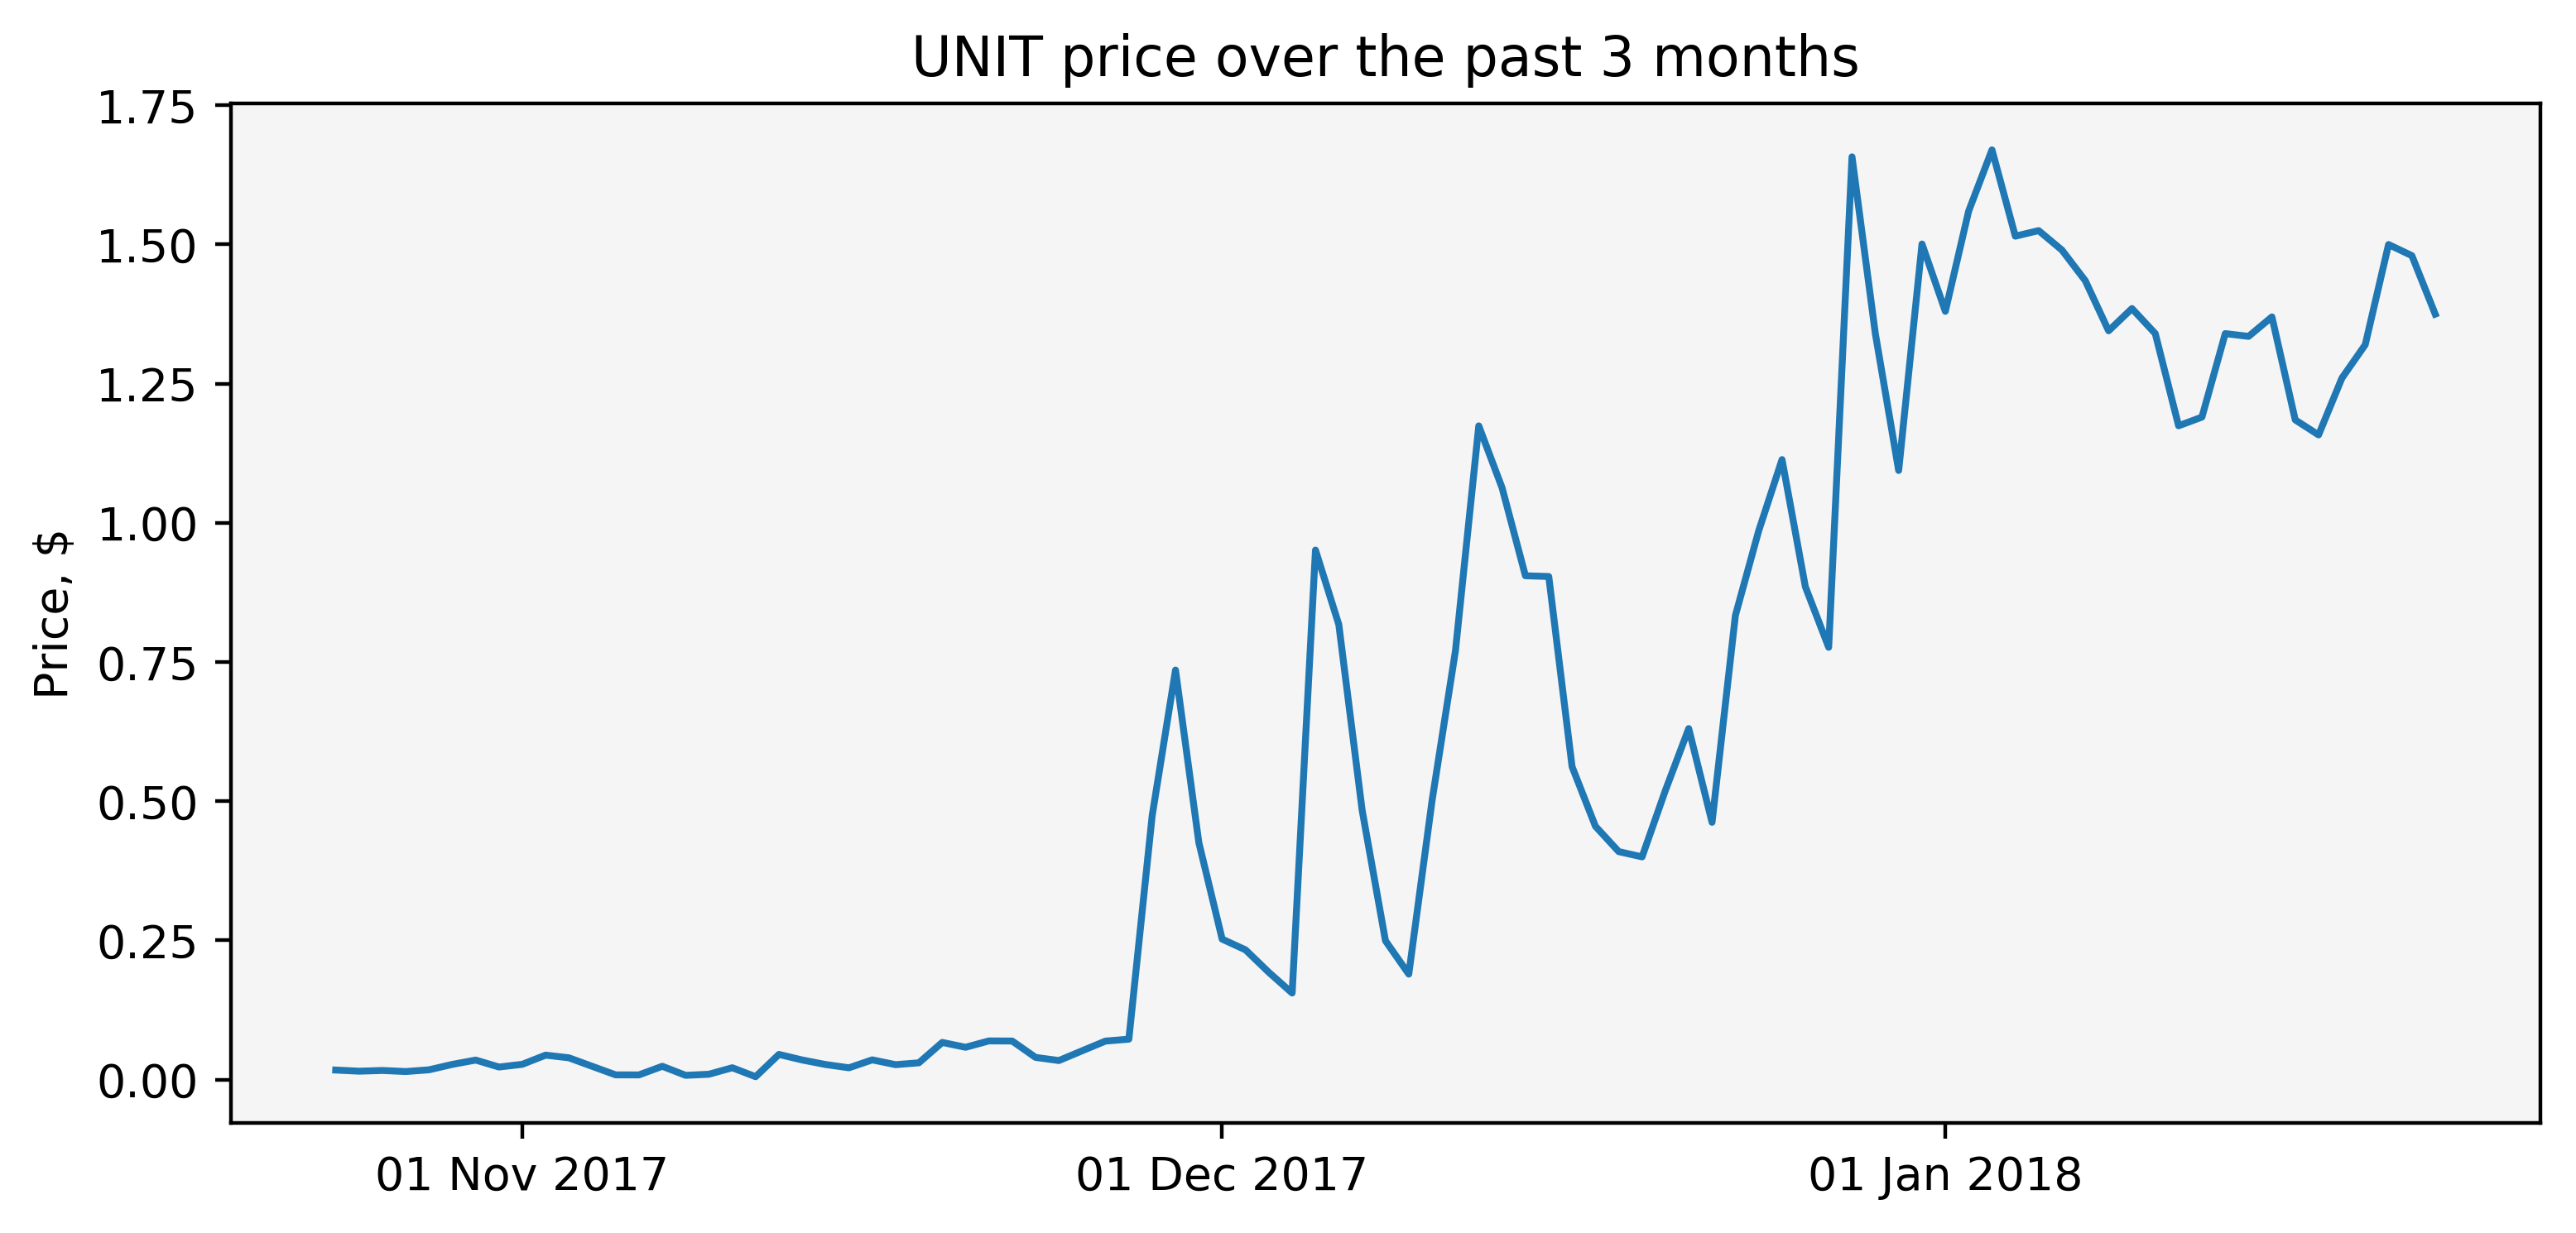 UNIT price over the past 3 months
Price, $
1.75
1.50
1.25
1.00
0.75
0.50
0.25
0.00
01 Nov 2017
01 Dec 2017
01 Jan 2018